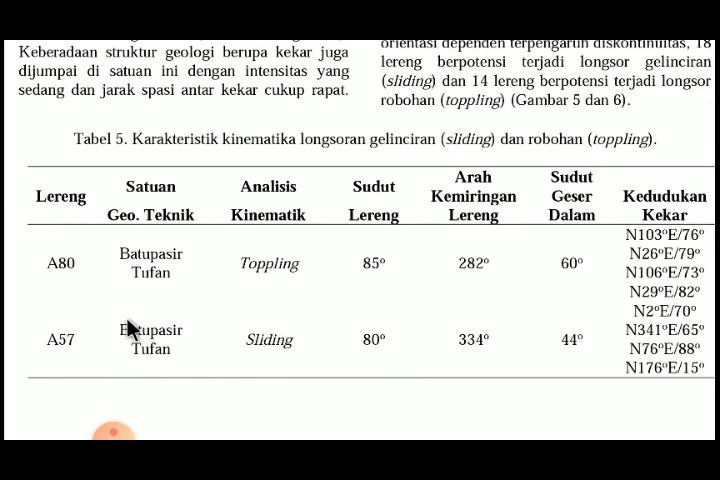 Keberadaan struktur geologi berupa kekar juga
dijumpai di satuan ini dengan intensitas yang
sedang dan jarak spasi antar kekar cukup rapat.
orientasi dependen terpengaruh diskontinuitas, 18
lereng berpotensi terjadi longsor gelinciran
(sliding) dan 14 lereng berpotensi terjadi longsor
robohan (toppling) (Gambar 5 dan 6).
Tabel 5. Karakteristik kinematika longsoran gelinciran (sliding) dan robohan (toppling).
Lereng Satuan Geo. Teknik Analisis Kinematik Sudut Lereng Arah Kemiringan Lereng Sudut Geser Dalam Kedudukan Kekar
A80 Batupasir Tufan Toppling 85° 282° 60°
N103°E/76°
N26°E/79°
N106°E/73°
N29°E/82°
A57 Batupasir Tufan Sliding 80° 334° 44°
N2°E/70°
N341°E/65°
N76°E/88°
N176°E/15°